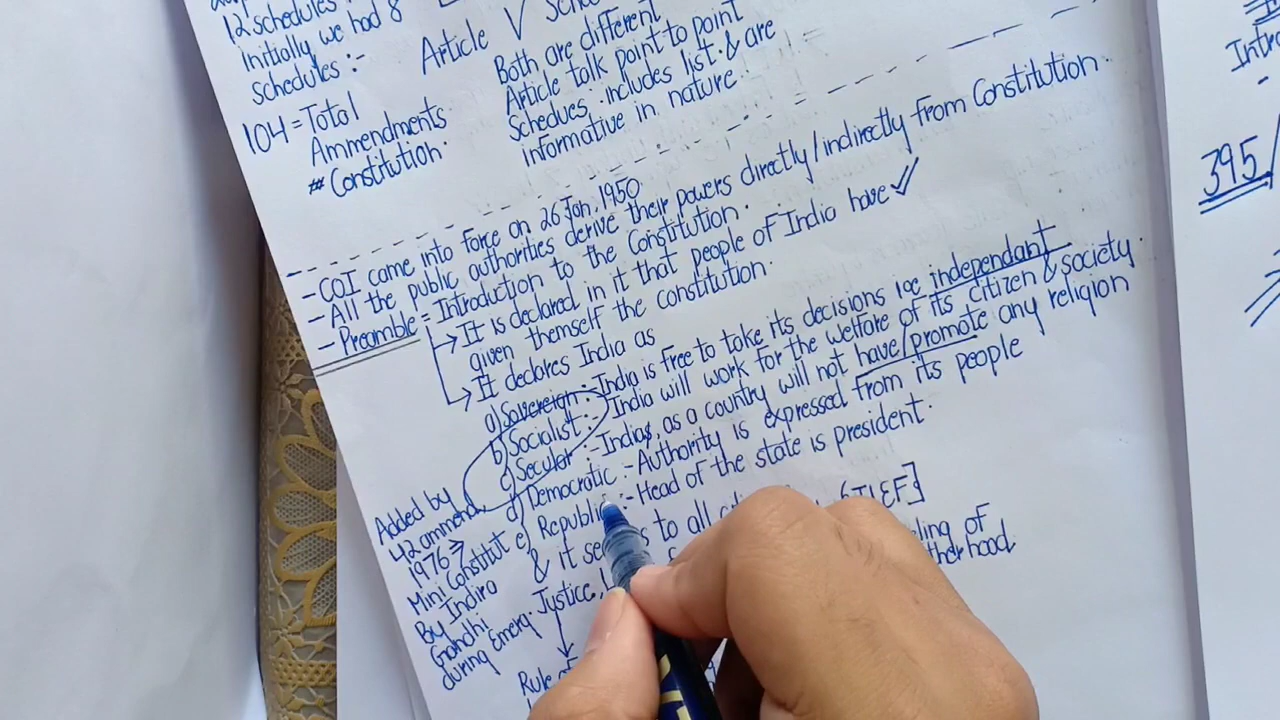 12 schedules
Initially we had 8
Schedules :-
104 = Total
Ammendments
# Constitution.
Article
Both are different
Article talk point to point
Schedues. includes list. & are
informative in nature.
- COI came into force on 26 Jan, 1950
- All the public authorities derive their powers directly/indirectly from Constitution.
- Preamble = Introduction to the Constitution.
→ It is declared in it that people of India have ✓
given themself the constitution.
→ It declares India as
a) Sovereign :- India is free to take its decisions ie independant
b) Socialist :- India will work for the welfare of its citizen & society.
c) Secular :- India as a country will not have/promote any religion
d) Democratic :- Authority is expressed from its people
e) Republic :- Head of the state is president.
& it to all
Justice,
Added by
42 ammend.
1976 →
Mini Constitut
By Indira
Gandhi
during Emerg.
Rule
of
395